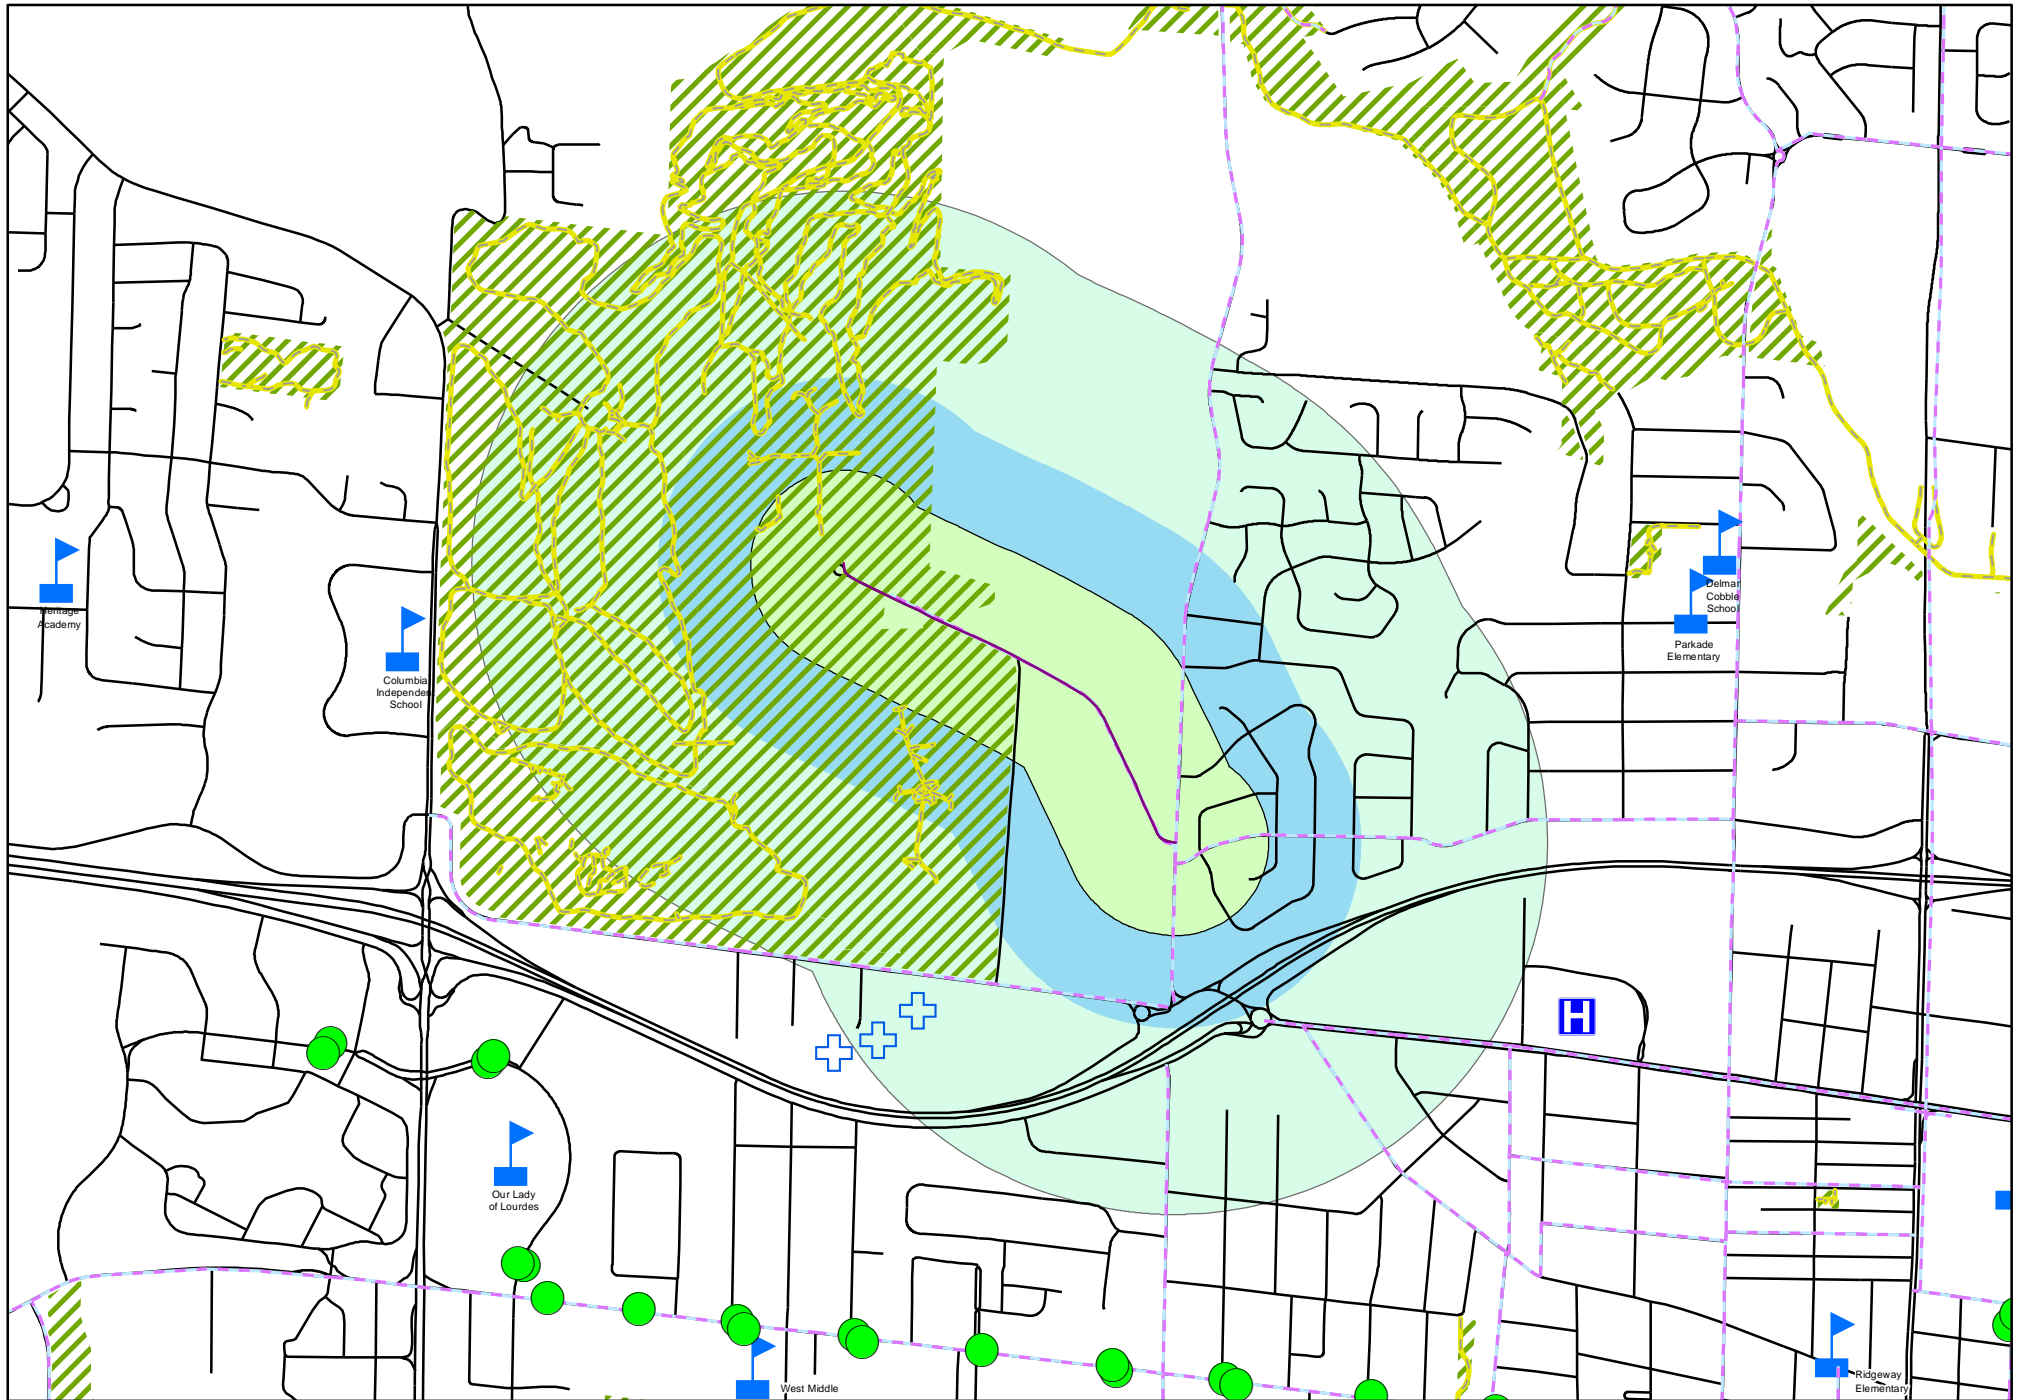 Delmar
Cobble
School
Heritage
Academy
Parkade
Elementary
Columbia
Independent
School
H
Our Lady
of Lourdes
Ridgeway
Elementary
West Middle